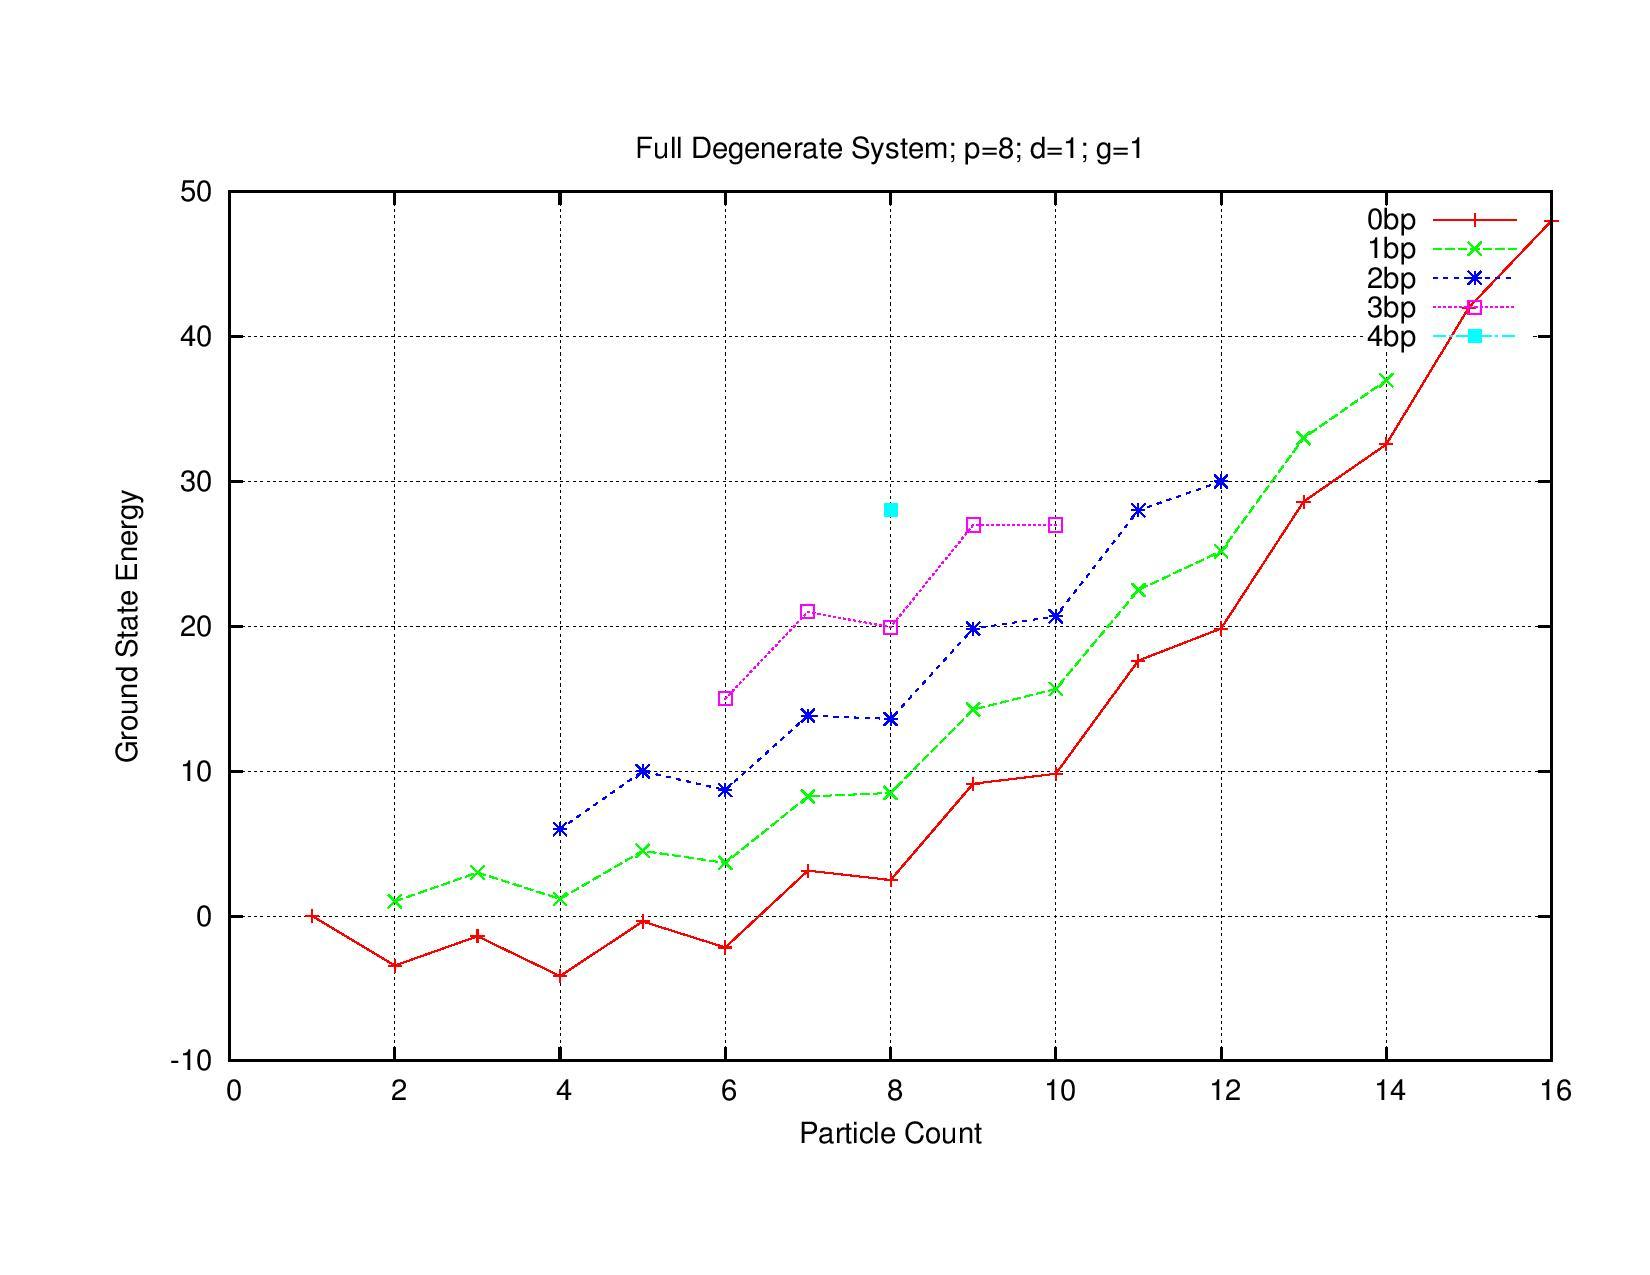 Full Degenerate System; p=8; d=1; g=1
50
40
30
20
10
0
-10
Ground State Energy
0bp
1bp
2bp
3bp
4bp
0 2 4 6 8 10 12 14 16
Particle Count